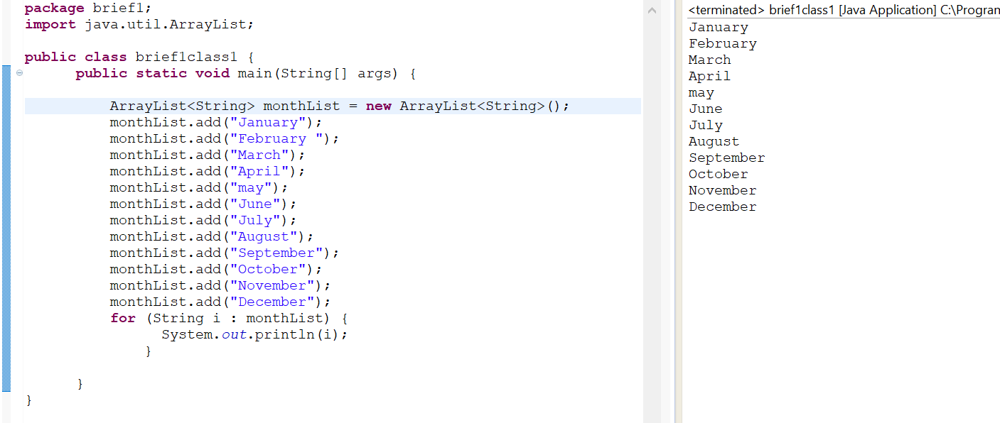 package brief1;
import java.util.ArrayList;
public class brief1class1 {
public static void main(String[] args) {
ArrayList<String> monthList = new ArrayList<String>();
monthList.add("January");
monthList.add("February ");
monthList.add("March");
monthList.add("April");
monthList.add("may");
monthList.add("June");
monthList.add("July");
monthList.add("August");
monthList.add("September");
monthList.add("October");
monthList.add("November");
monthList.add("December");
for (String i : monthList) {
System.out.println(i);
}
}
}
<terminated> brief1class1 [Java Application] C:\Program
January
February
March
April
may
June
July
August
September
October
November
December